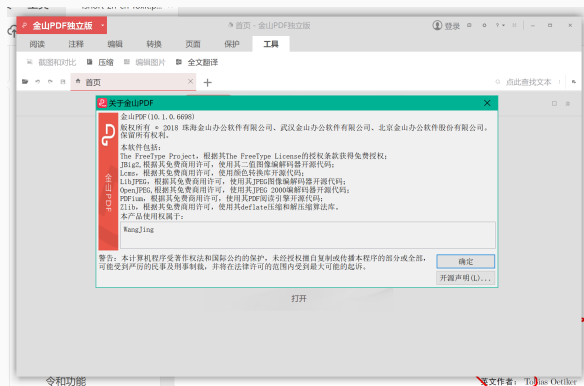 金山PDF独立版
首页 - 金山PDF独立版
登录
阅读 注释 编辑 转换 页面 保护 工具
截图和对比 压缩 编辑图片 全文翻译
首页
点此查找文本
关于金山PDF
金山PDF(10.1.0.6698)
版权所有 © 2018 珠海金山办公软件有限公司、武汉金山办公软件有限公司、北京金山办公软件股份有限公司。
保留所有权利。
本软件包括:
The FreeType Project, 根据其The FreeType License的授权条款获得免费授权;
JBig2, 根据其免费商用许可, 使用其二值图像编解码器开源代码;
Lcms, 根据其免费商用许可, 使用颜色转换库开源代码;
LibJPEG, 根据其免费商用许可, 使用其JPEG图像编解码器开源代码;
OpenJPEG, 根据其免费商用许可, 使用其JPEG 2000编解码器开源代码;
PDFium, 根据其免费商用许可, 使用其PDF阅读引擎开源代码;
Zlib, 根据其免费商用许可, 使用其deflate压缩和解压缩算法库。
本产品使用权属于:
WangJing
金山PDF
警告: 本计算机程序受著作权法和国际公约的保护, 未经授权擅自复制或传播本程序的部分或全部,
可能受到严厉的民事及刑事制裁, 并将在法律许可的范围内受到最大可能的起诉。
确定
开源声明(L)...
打开
令和功能
英文作者: Tobias Oetiker